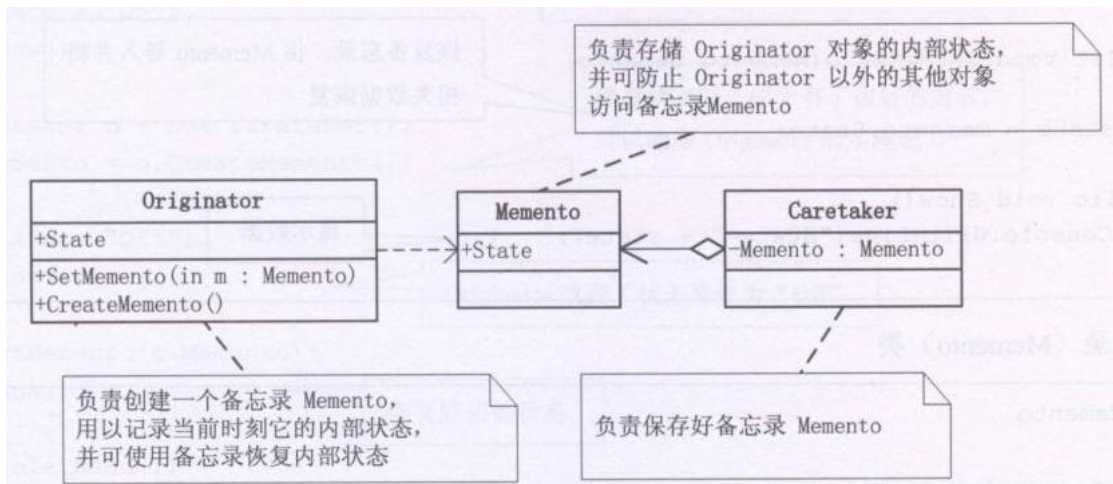 负责存储 Originator 对象的内部状态,
并可防止 Originator 以外的其他对象
访问备忘录Memento
Originator
+State
+SetMemento(in m : Memento)
+CreateMemento()
Memento
+State
Caretaker
-Memento : Memento
负责创建一个备忘录 Memento,
用以记录当前时刻它的内部状态,
并可使用备忘录恢复内部状态
负责保存好备忘录 Memento